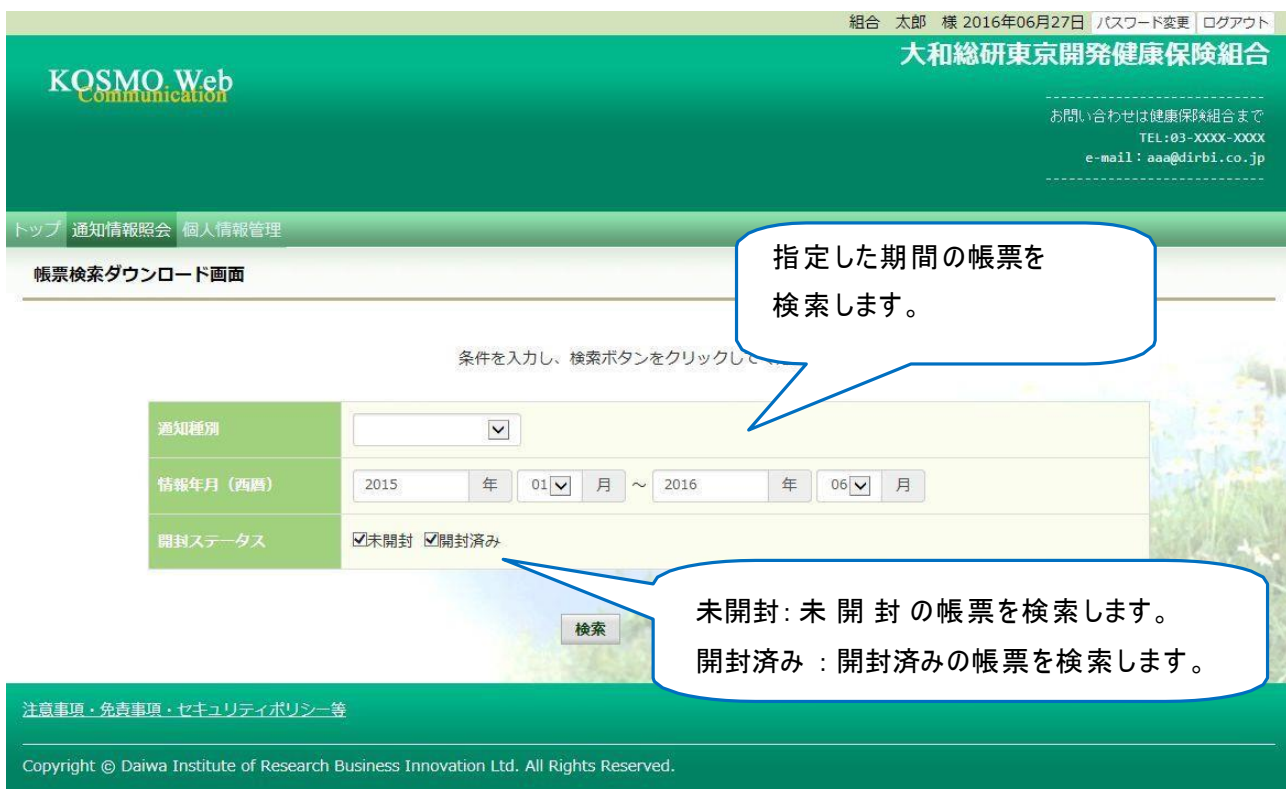 組合 太郎 様 2016年06月27日 パスワード変更 ログアウト
大和総研東京開発健康保険組合
KOSMO Web
Communication
お問い合わせは健康保険組合まで
TEL:03-XXXX-XXXX
e-mail：aaa@dirbi.co.jp
トップ 通知情報照会 個人情報管理
帳票検索ダウンロード画面
指定した期間の帳票を
検索します。
条件を入力し、検索ボタンをクリックして
通知種別
情報年月（西暦） 2015 年 01 月 ～ 2016 年 06 月
開封ステータス 未開封 開封済み
未開封: 未 開 封 の帳票を検索します。
開封済み ：開封済みの帳票を検索します。
検索
注意事項・免責事項・セキュリティポリシー等
Copyright © Daiwa Institute of Research Business Innovation Ltd. All Rights Reserved.